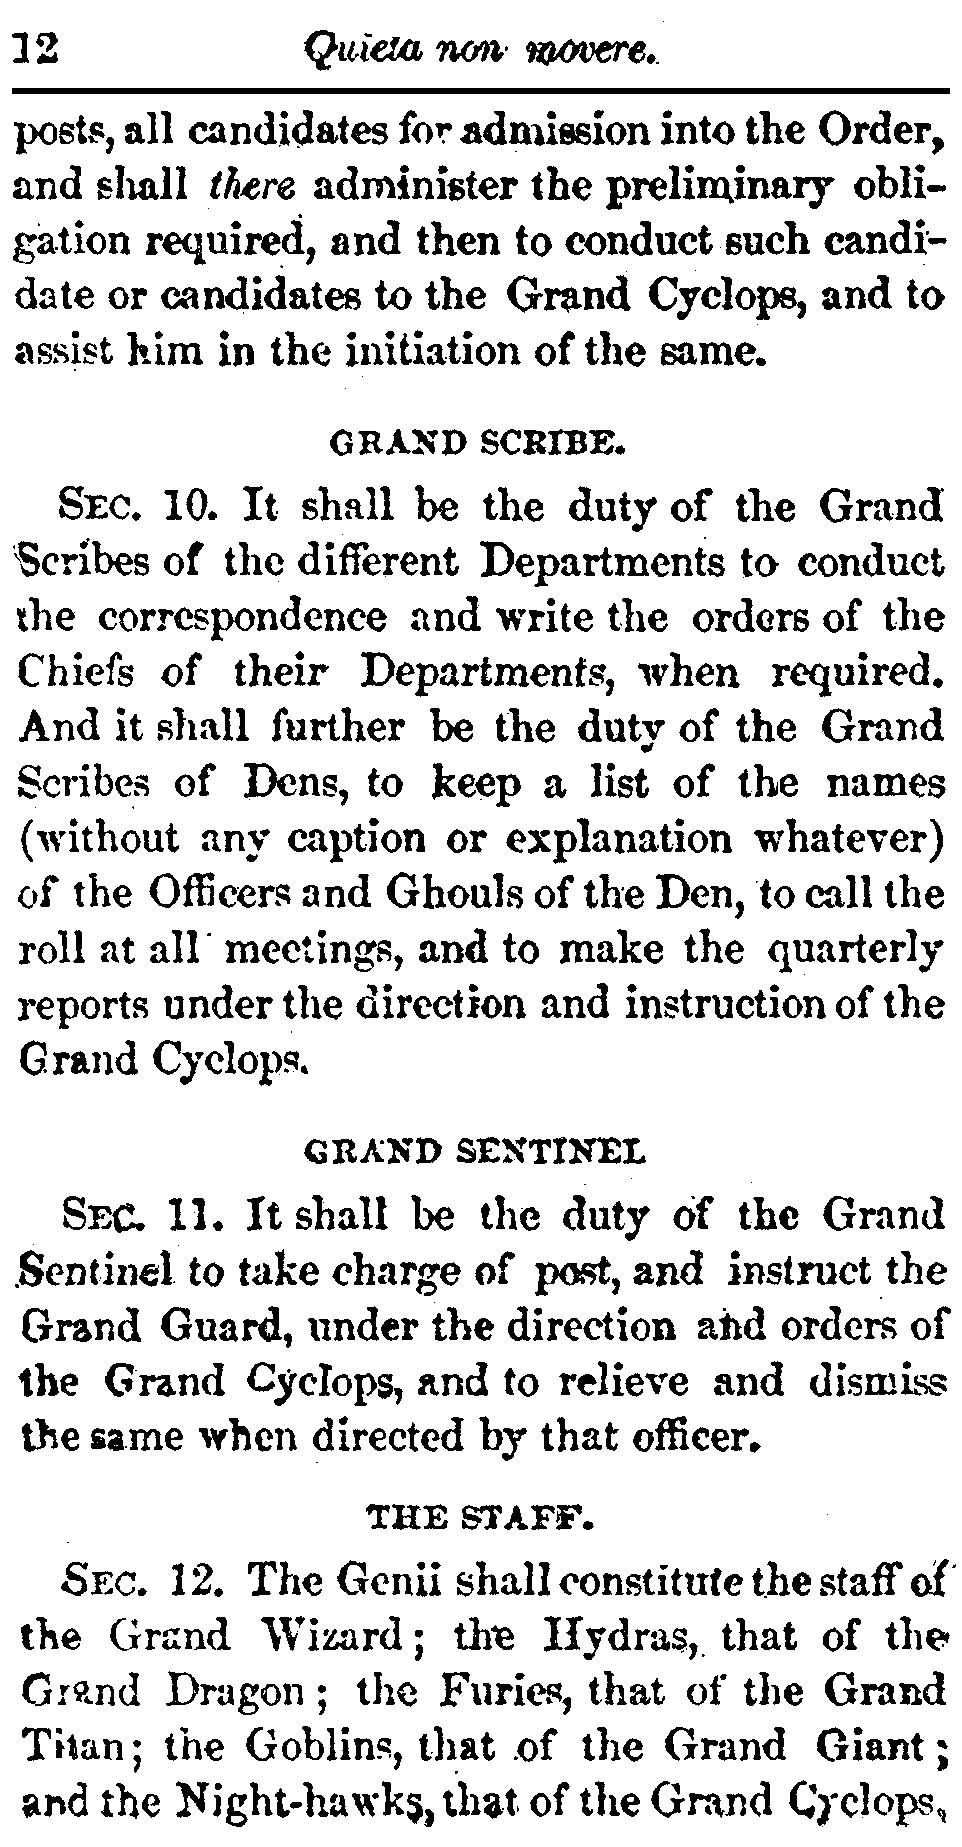 12 Quieta non movere.
posts, all candidates for admission into the Order,
and shall there administer the preliminary obli-
gation required, and then to conduct such candi-
date or candidates to the Grand Cyclops, and to
assist him in the initiation of the same.
GRAND SCRIBE.
SEC. 10. It shall be the duty of the Grand
Scribes of the different Departments to conduct
the correspondence and write the orders of the
Chiefs of their Departments, when required.
And it shall further be the duty of the Grand
Scribes of Dens, to keep a list of the names
(without any caption or explanation whatever)
of the Officers and Ghouls of the Den, to call the
roll at all meetings, and to make the quarterly
reports under the direction and instruction of the
Grand Cyclops.
GRAND SENTINEL
SEC. 11. It shall be the duty of the Grand
Sentinel to take charge of post, and instruct the
Grand Guard, under the direction and orders of
the Grand Cyclops, and to relieve and dismiss
the same when directed by that officer.
THE STAFF.
SEC. 12. The Genii shall constitute the staff of
the Grand Wizard; the Hydras, that of the
Grand Dragon; the Furies, that of the Grand
Titan; the Goblins, that of the Grand Giant;
and the Night-hawks, that of the Grand Cyclops,